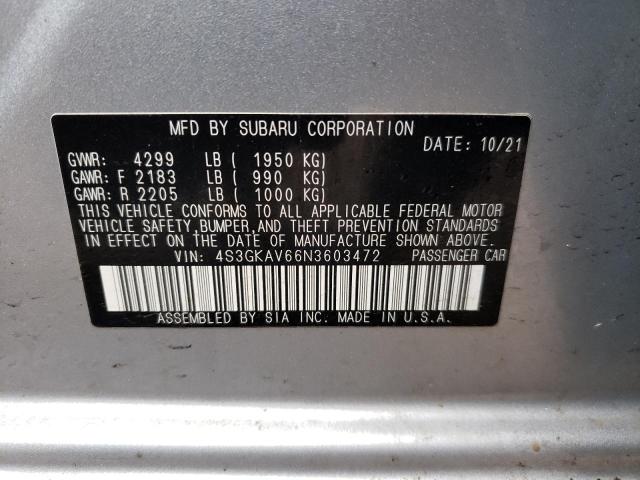 MFD BY SUBARU CORPORATION
DATE: 10/21
GVWR: 4299 LB ( 1950 KG)
GAWR: F 2183 LB ( 990 KG)
GAWR: R 2205 LB ( 1000 KG)
THIS VEHICLE CONFORMS TO ALL APPLICABLE FEDERAL MOTOR
VEHICLE SAFETY, BUMPER, AND THEFT PREVENTION STANDARDS
IN EFFECT ON THE DATE OF MANUFACTURE SHOWN ABOVE.
VIN: 4S3GKAV66N3603472 PASSENGER CAR
ASSEMBLED BY SIA INC. MADE IN U.S.A.